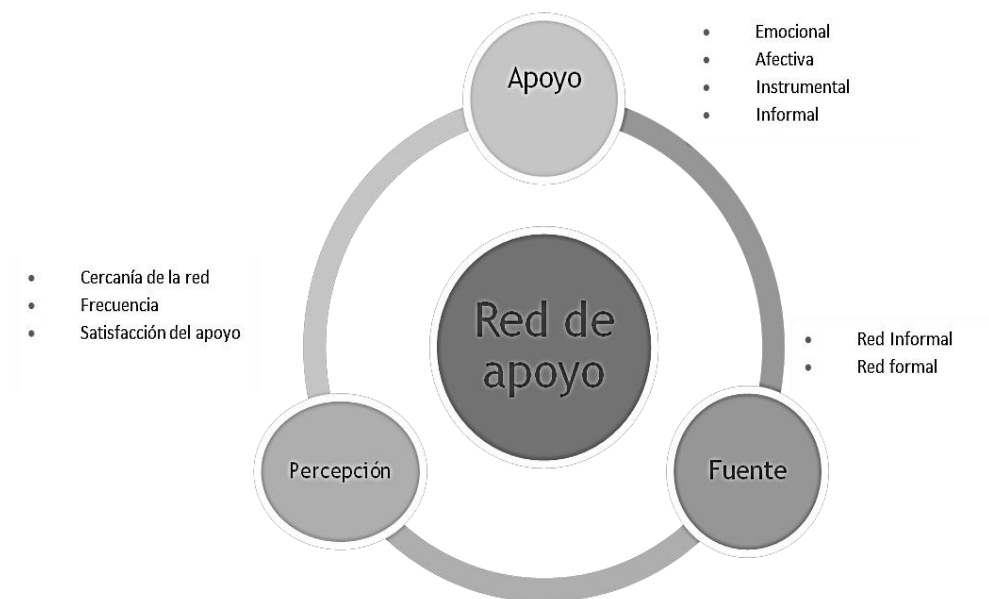 Apoyo
• Emocional
• Afectiva
• Instrumental
• Informal
• Cercanía de la red
• Frecuencia
• Satisfacción del apoyo
Red de
apoyo
• Red Informal
• Red formal
Percepción
Fuente